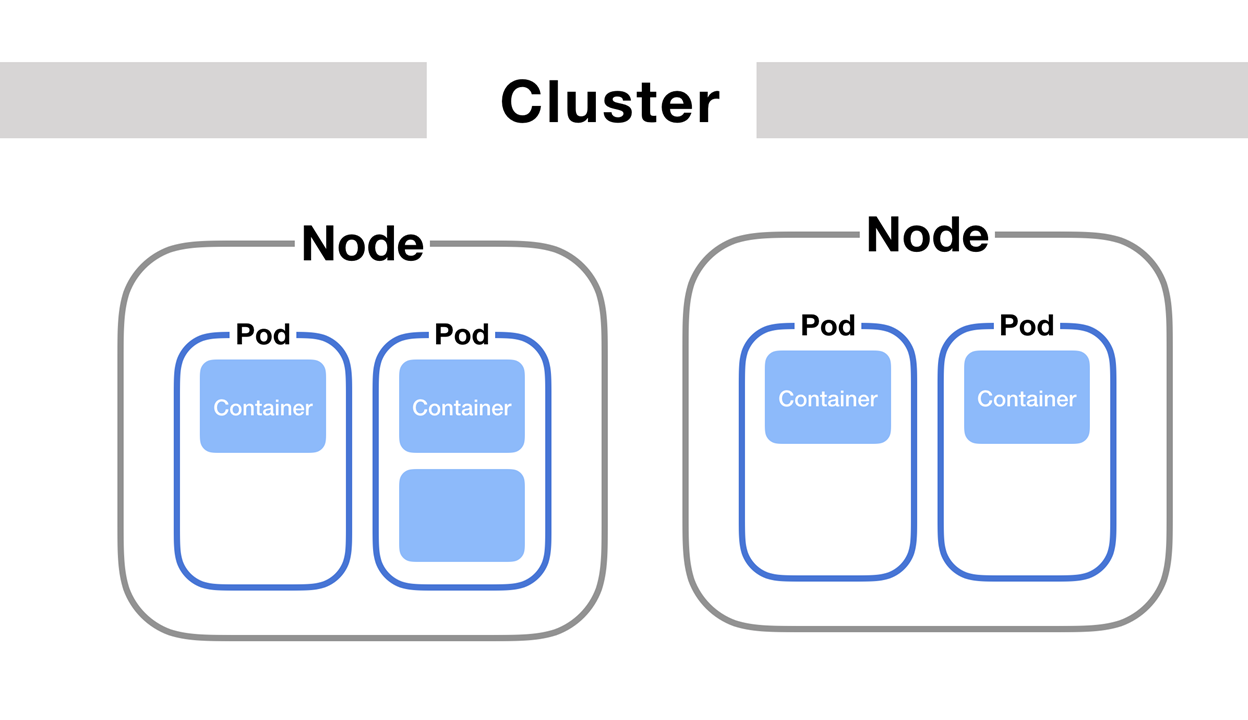 Cluster
Node
Node
Pod
Pod
Pod
Pod
Container
Container
Container
Container